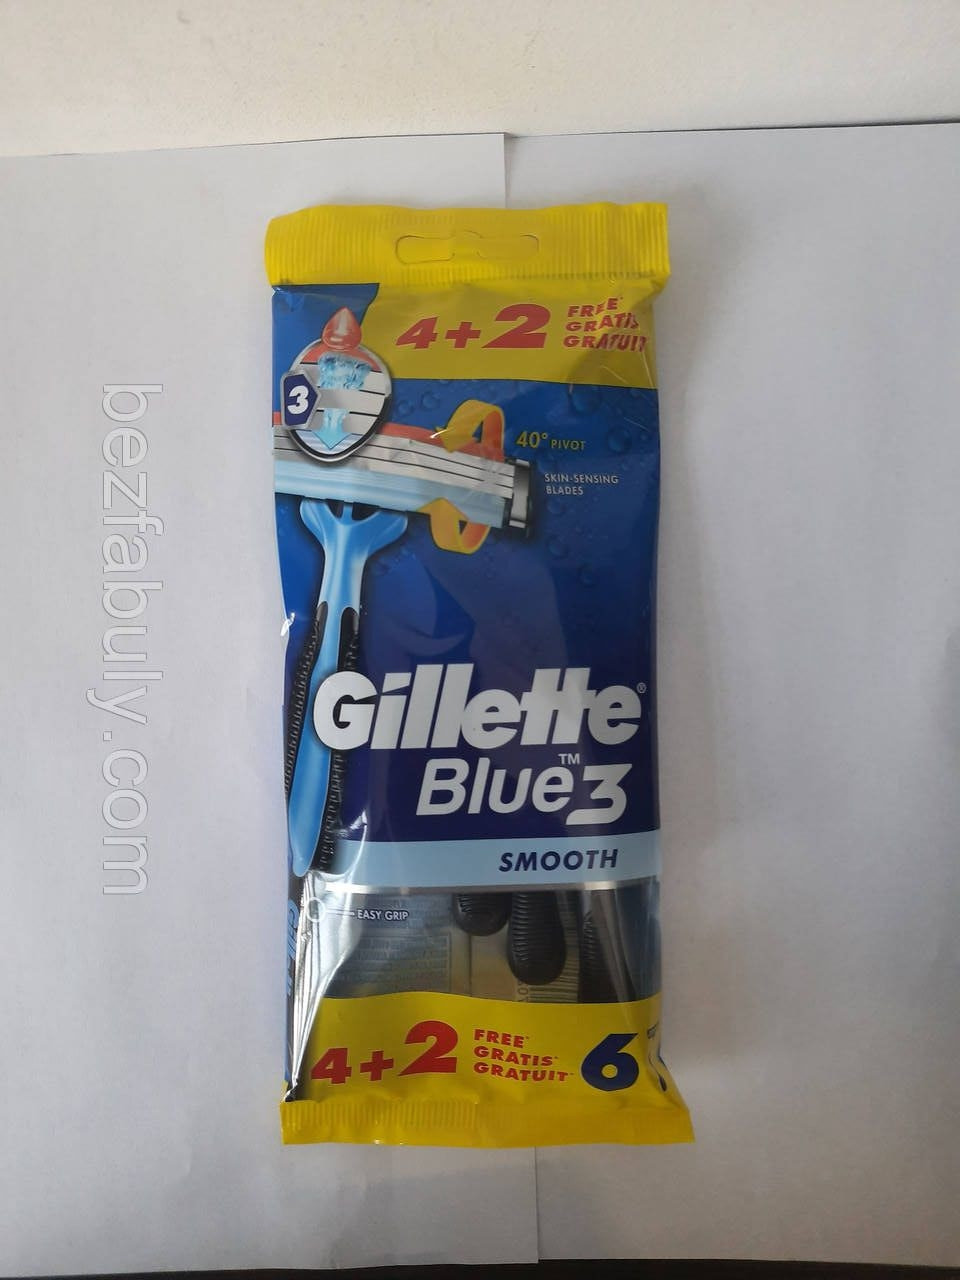 4+2 FREE*
GRATIS*
GRATUIT*
3
40° PIVOT
SKIN-SENSING
BLADES
Gillette®
Blue™3
SMOOTH
EASY GRIP
4+2 FREE*
GRATIS*
GRATUIT*
6
bezfabuly.com